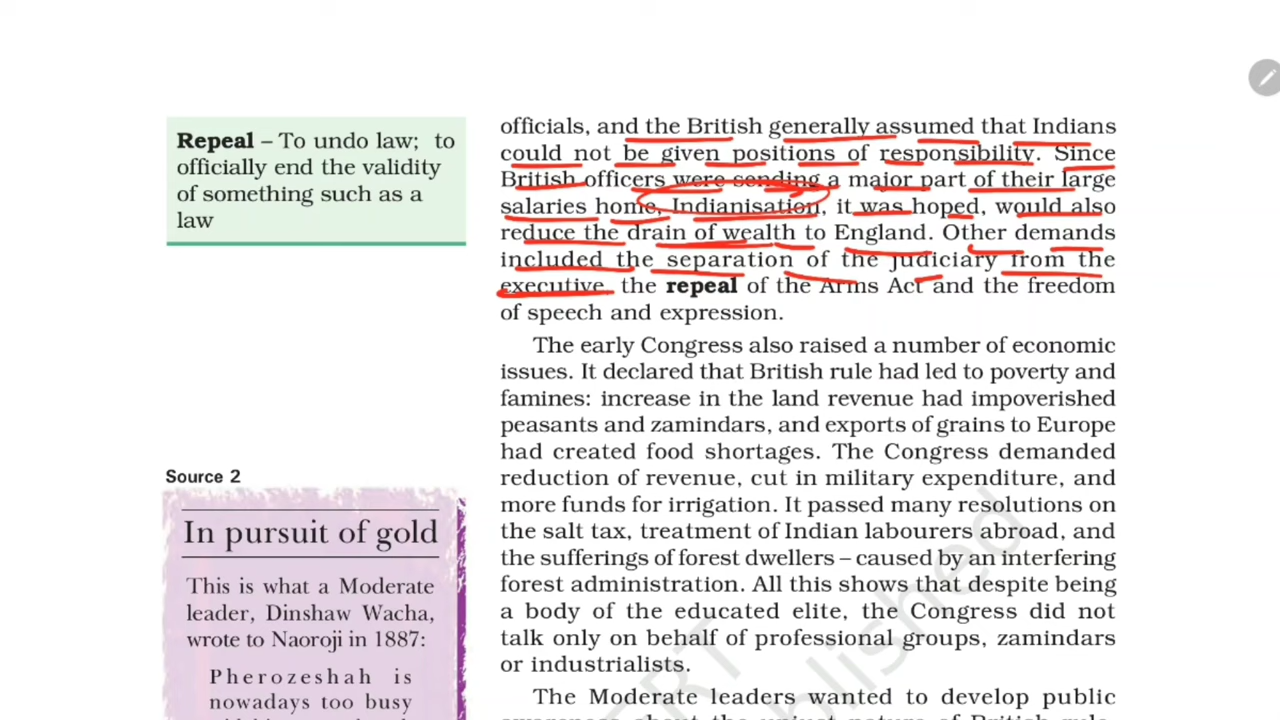 Repeal – To undo law; to
officially end the validity
of something such as a
law
Source 2
In pursuit of gold
This is what a Moderate
leader, Dinshaw Wacha,
wrote to Naoroji in 1887:
Pherozeshah is
nowadays too busy
officials, and the British generally assumed that Indians
could not be given positions of responsibility. Since
British officers were sending a major part of their large
salaries home, Indianisation, it was hoped, would also
reduce the drain of wealth to England. Other demands
included the separation of the judiciary from the
executive, the repeal of the Arms Act and the freedom
of speech and expression.
The early Congress also raised a number of economic
issues. It declared that British rule had led to poverty and
famines: increase in the land revenue had impoverished
peasants and zamindars, and exports of grains to Europe
had created food shortages. The Congress demanded
reduction of revenue, cut in military expenditure, and
more funds for irrigation. It passed many resolutions on
the salt tax, treatment of Indian labourers abroad, and
the sufferings of forest dwellers – caused by an interfering
forest administration. All this shows that despite being
a body of the educated elite, the Congress did not
talk only on behalf of professional groups, zamindars
or industrialists.
The Moderate leaders wanted to develop public